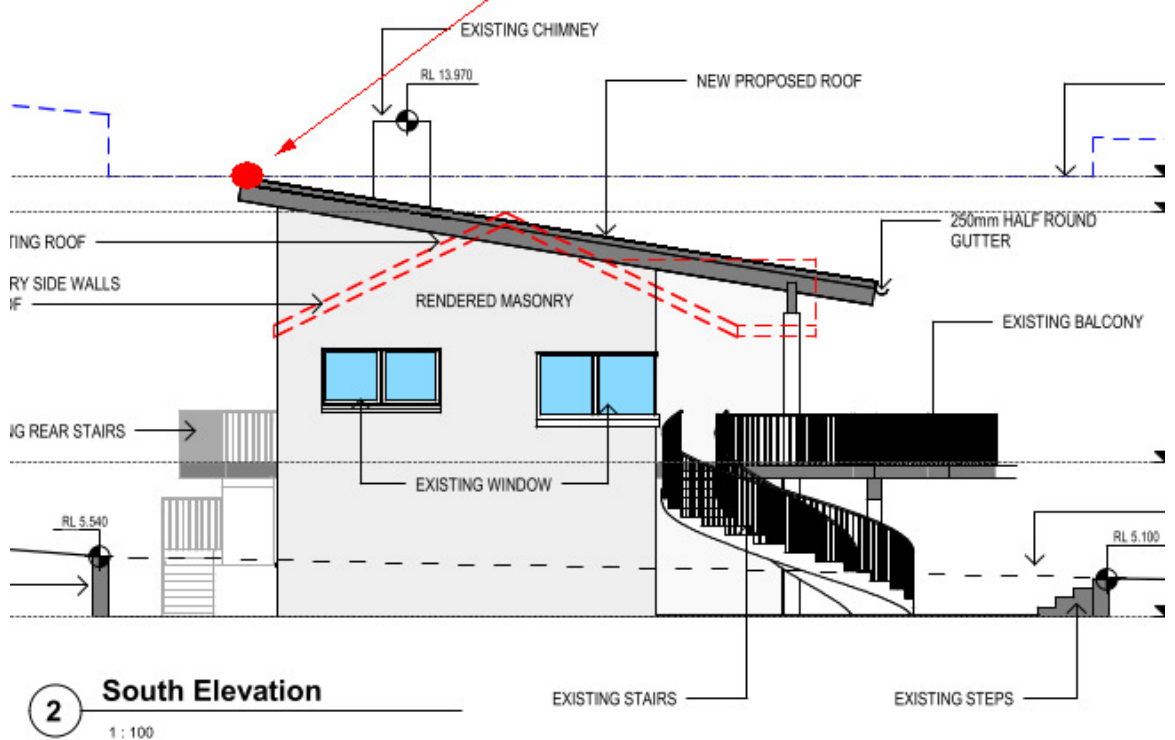 EXISTING CHIMNEY
RL 13.970
NEW PROPOSED ROOF
250mm HALF ROUND
GUTTER
TING ROOF
RY SIDE WALLS
OF
RENDERED MASONRY
EXISTING BALCONY
NG REAR STAIRS
EXISTING WINDOW
RL 5.540
RL 5.100
2
South Elevation
1 : 100
EXISTING STAIRS
EXISTING STEPS